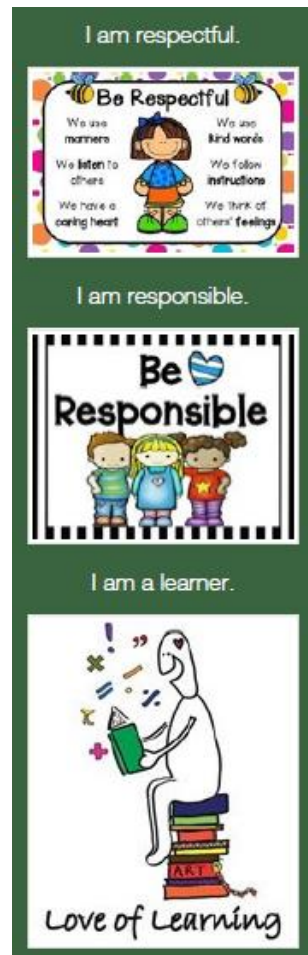 I am respectful.
Be Respectful
We use
manners
We use
kind words
We listen to
others
We follow
instructions
We have a
caring heart
We think of
others' feelings
I am responsible.
Be
Responsible
I am a learner.
ART
Love of Learning